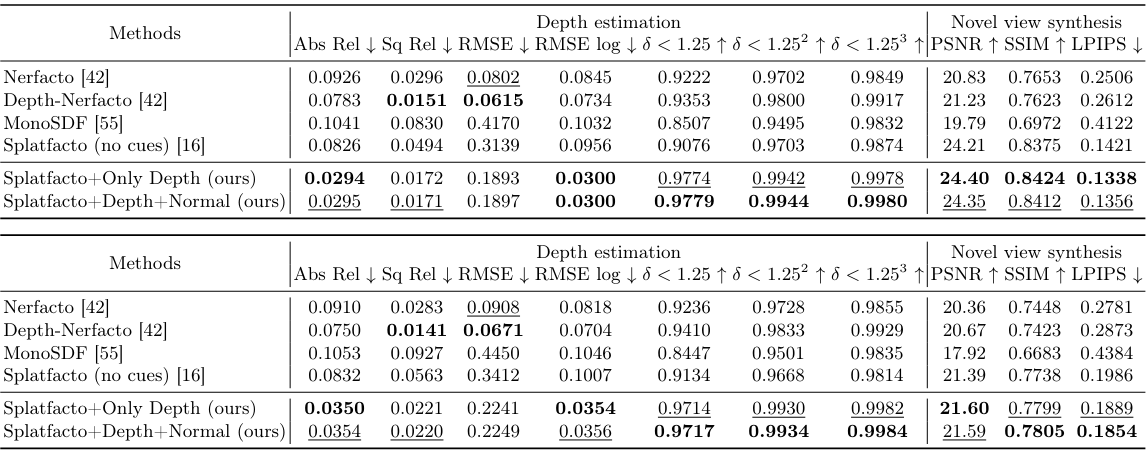 Methods Depth estimation Novel view synthesis
Abs Rel ↓ Sq Rel ↓ RMSE ↓ RMSE log ↓ δ < 1.25 ↑ δ < 1.25² ↑ δ < 1.25³ ↑ PSNR ↑ SSIM ↑ LPIPS ↓
Nerfacto [42] 0.0926 0.0296 0.0802 0.0845 0.9222 0.9702 0.9849 20.83 0.7653 0.2506
Depth-Nerfacto [42] 0.0783 0.0151 0.0615 0.0734 0.9353 0.9800 0.9917 21.23 0.7623 0.2612
MonoSDF [55] 0.1041 0.0830 0.4170 0.1032 0.8507 0.9495 0.9832 19.79 0.6972 0.4122
Splatfacto (no cues) [16] 0.0826 0.0494 0.3139 0.0956 0.9076 0.9703 0.9874 24.21 0.8375 0.1421
Splatfacto+Only Depth (ours) 0.0294 0.0172 0.1893 0.0300 0.9774 0.9942 0.9978 24.40 0.8424 0.1338
Splatfacto+Depth+Normal (ours) 0.0295 0.0171 0.1897 0.0300 0.9779 0.9944 0.9980 24.35 0.8412 0.1356
Methods Depth estimation Novel view synthesis
Abs Rel ↓ Sq Rel ↓ RMSE ↓ RMSE log ↓ δ < 1.25 ↑ δ < 1.25² ↑ δ < 1.25³ ↑ PSNR ↑ SSIM ↑ LPIPS ↓
Nerfacto [42] 0.0910 0.0283 0.0908 0.0818 0.9236 0.9728 0.9855 20.36 0.7448 0.2781
Depth-Nerfacto [42] 0.0750 0.0141 0.0671 0.0704 0.9410 0.9833 0.9929 20.67 0.7423 0.2873
MonoSDF [55] 0.1053 0.0927 0.4450 0.1046 0.8447 0.9501 0.9835 17.92 0.6683 0.4384
Splatfacto (no cues) [16] 0.0832 0.0563 0.3412 0.1007 0.9134 0.9668 0.9814 21.39 0.7738 0.1986
Splatfacto+Only Depth (ours) 0.0350 0.0221 0.2241 0.0354 0.9714 0.9930 0.9982 21.60 0.7799 0.1889
Splatfacto+Depth+Normal (ours) 0.0354 0.0220 0.2249 0.0356 0.9717 0.9934 0.9984 21.59 0.7805 0.1854